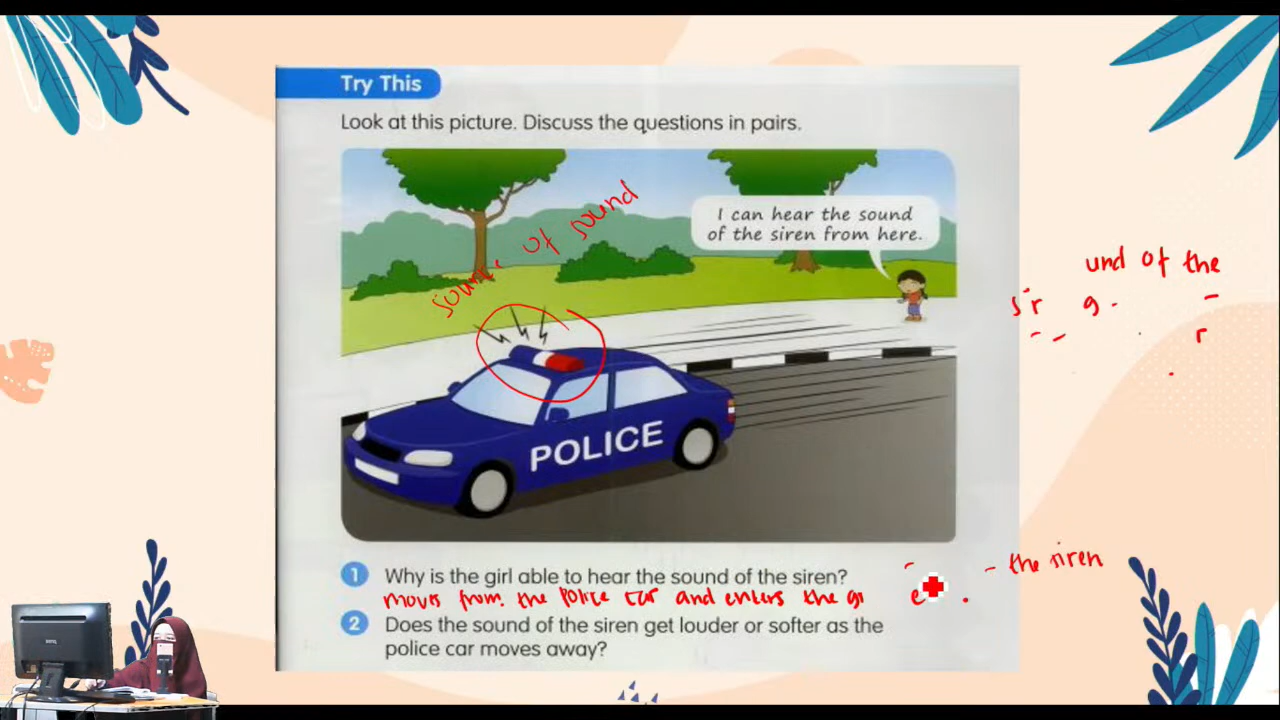 Try This
Look at this picture. Discuss the questions in pairs.
source of sound
I can hear the sound
of the siren from here.
und of the
POLICE
the siren
1 Why is the girl able to hear the sound of the siren?
moves from the police car and enters the
2 Does the sound of the siren get louder or softer as the
police car moves away?